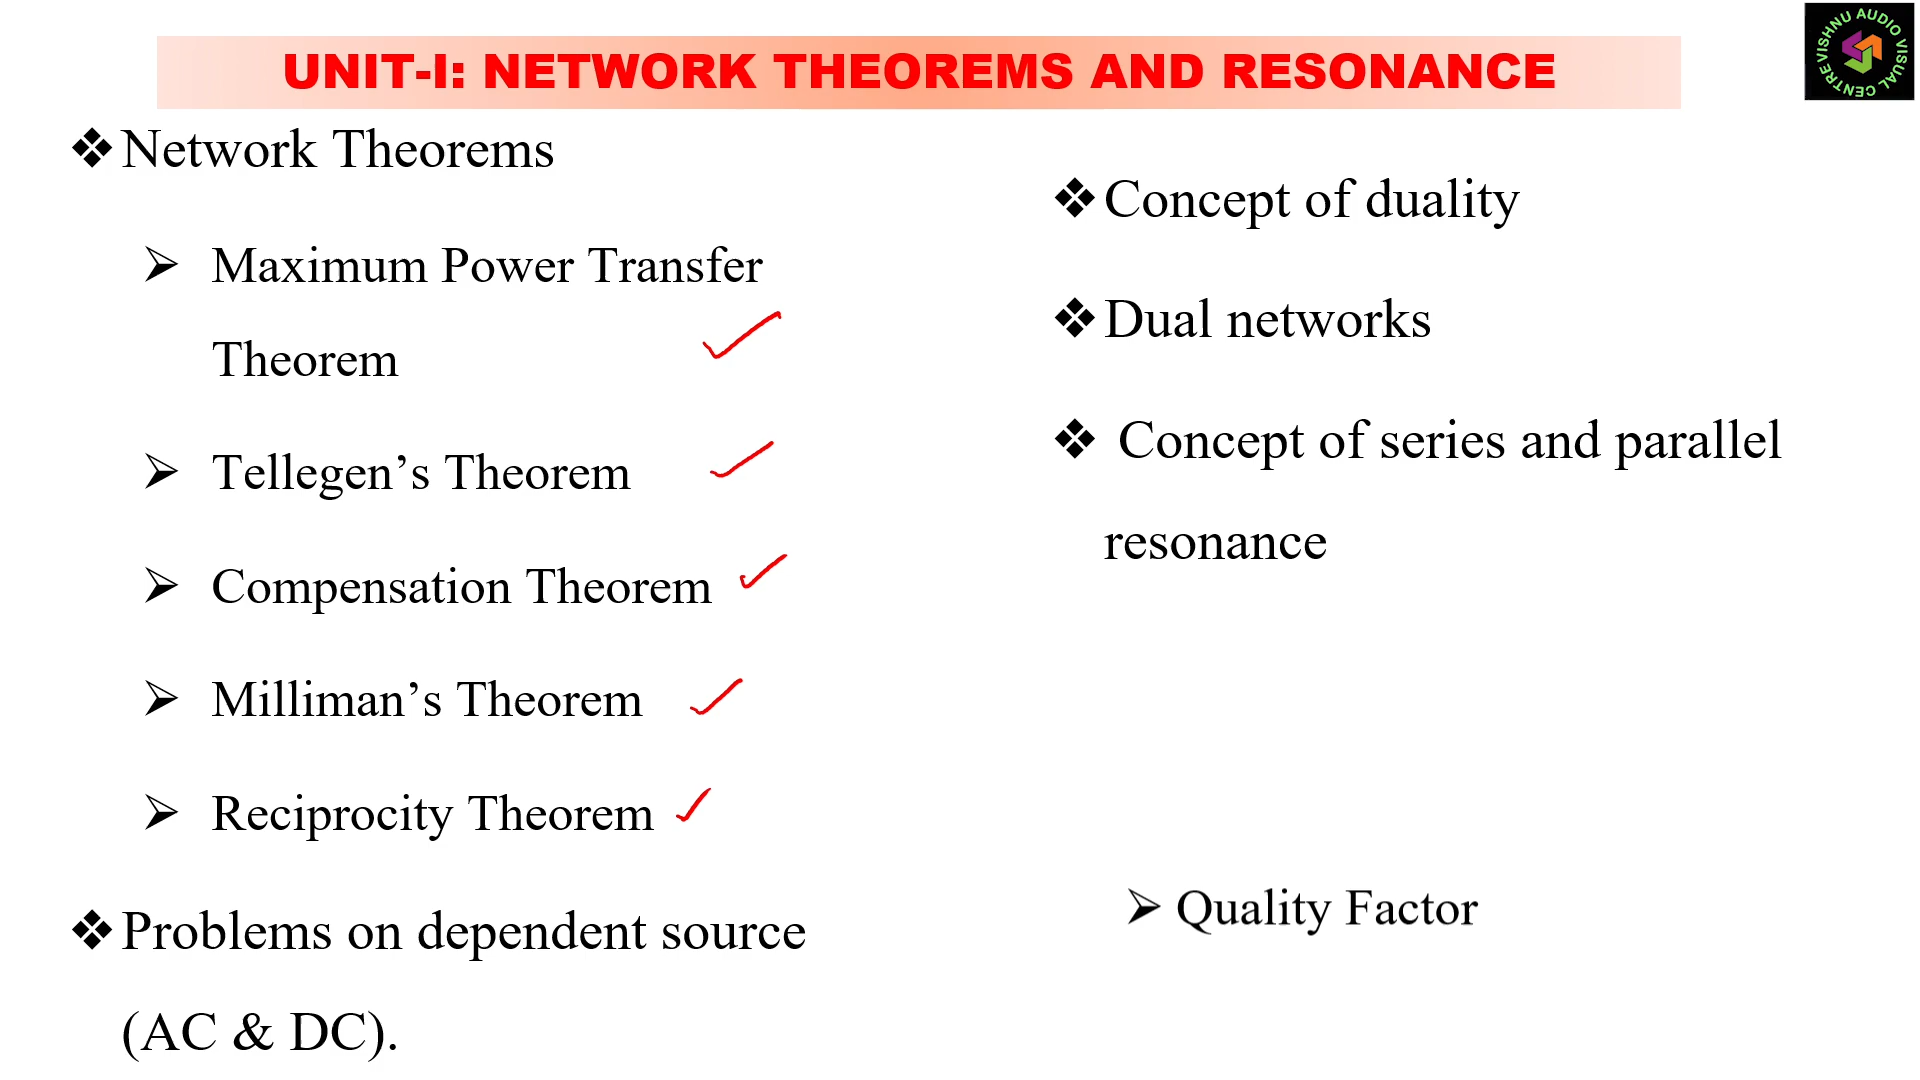 UNIT-I: NETWORK THEOREMS AND RESONANCE
VISHNU AUDIO VISUAL CENTRE
❖Network Theorems
➢ Maximum Power Transfer
Theorem
➢ Tellegen’s Theorem
➢ Compensation Theorem
➢ Milliman’s Theorem
➢ Reciprocity Theorem
❖Problems on dependent source
(AC & DC).
❖Concept of duality
❖Dual networks
❖ Concept of series and parallel
resonance
➢ Quality Factor